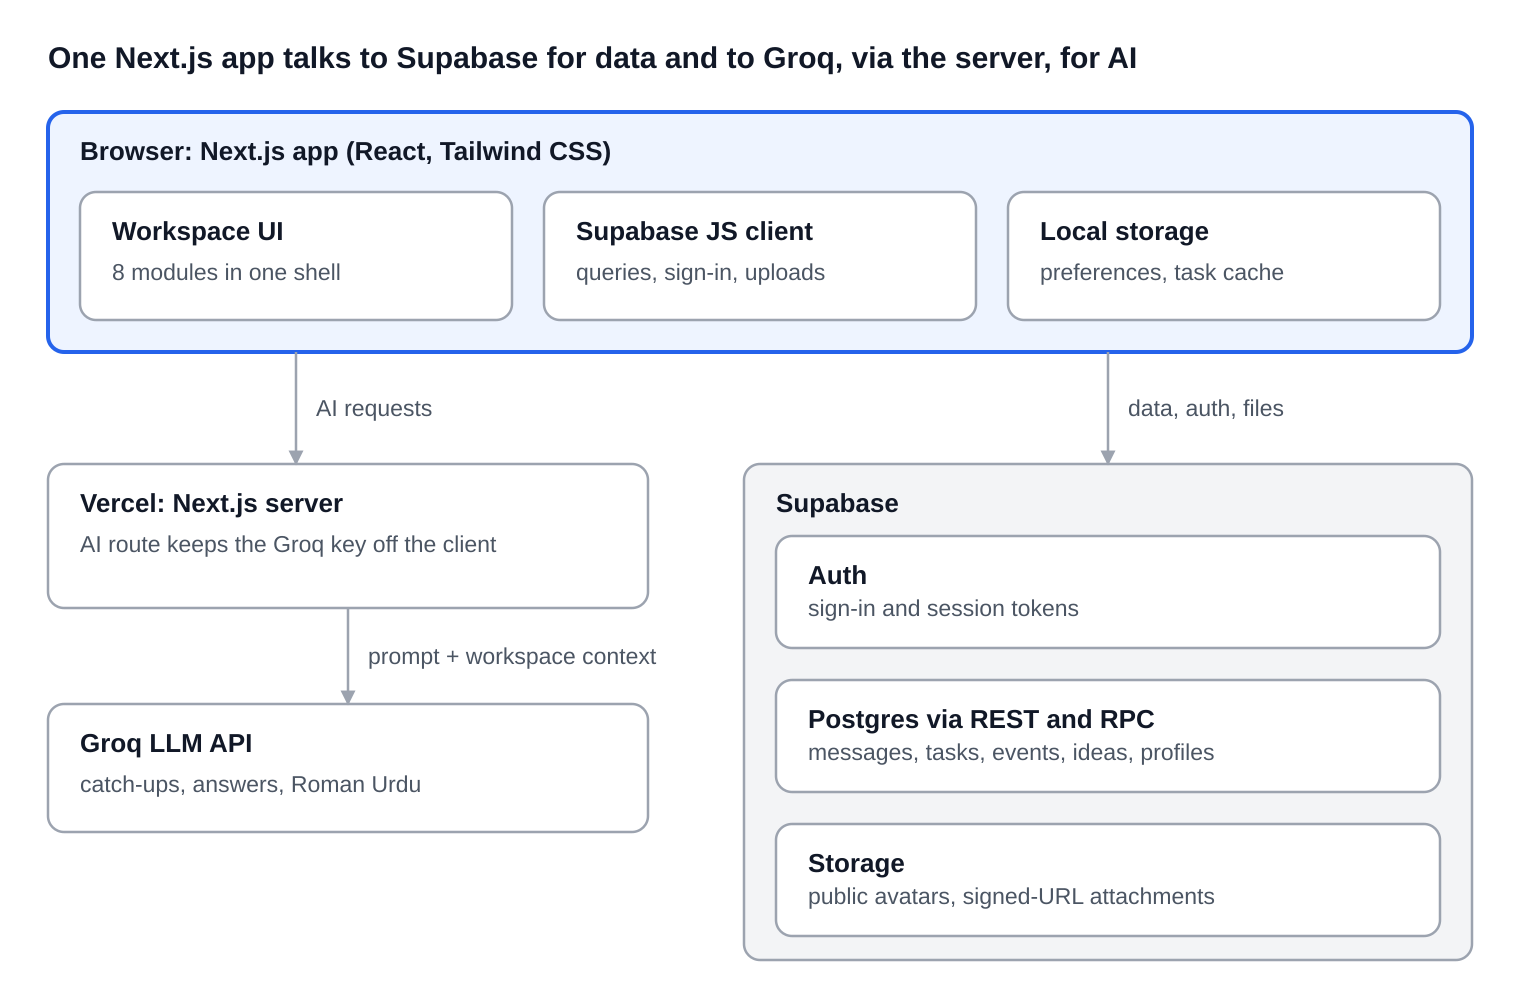 One Next.js app talks to Supabase for data and to Groq, via the server, for AI
Browser: Next.js app (React, Tailwind CSS)
Workspace UI
8 modules in one shell
Supabase JS client
queries, sign-in, uploads
Local storage
preferences, task cache
AI requests
data, auth, files
Vercel: Next.js server
AI route keeps the Groq key off the client
prompt + workspace context
Groq LLM API
catch-ups, answers, Roman Urdu
Supabase
Auth
sign-in and session tokens
Postgres via REST and RPC
messages, tasks, events, ideas, profiles
Storage
public avatars, signed-URL attachments